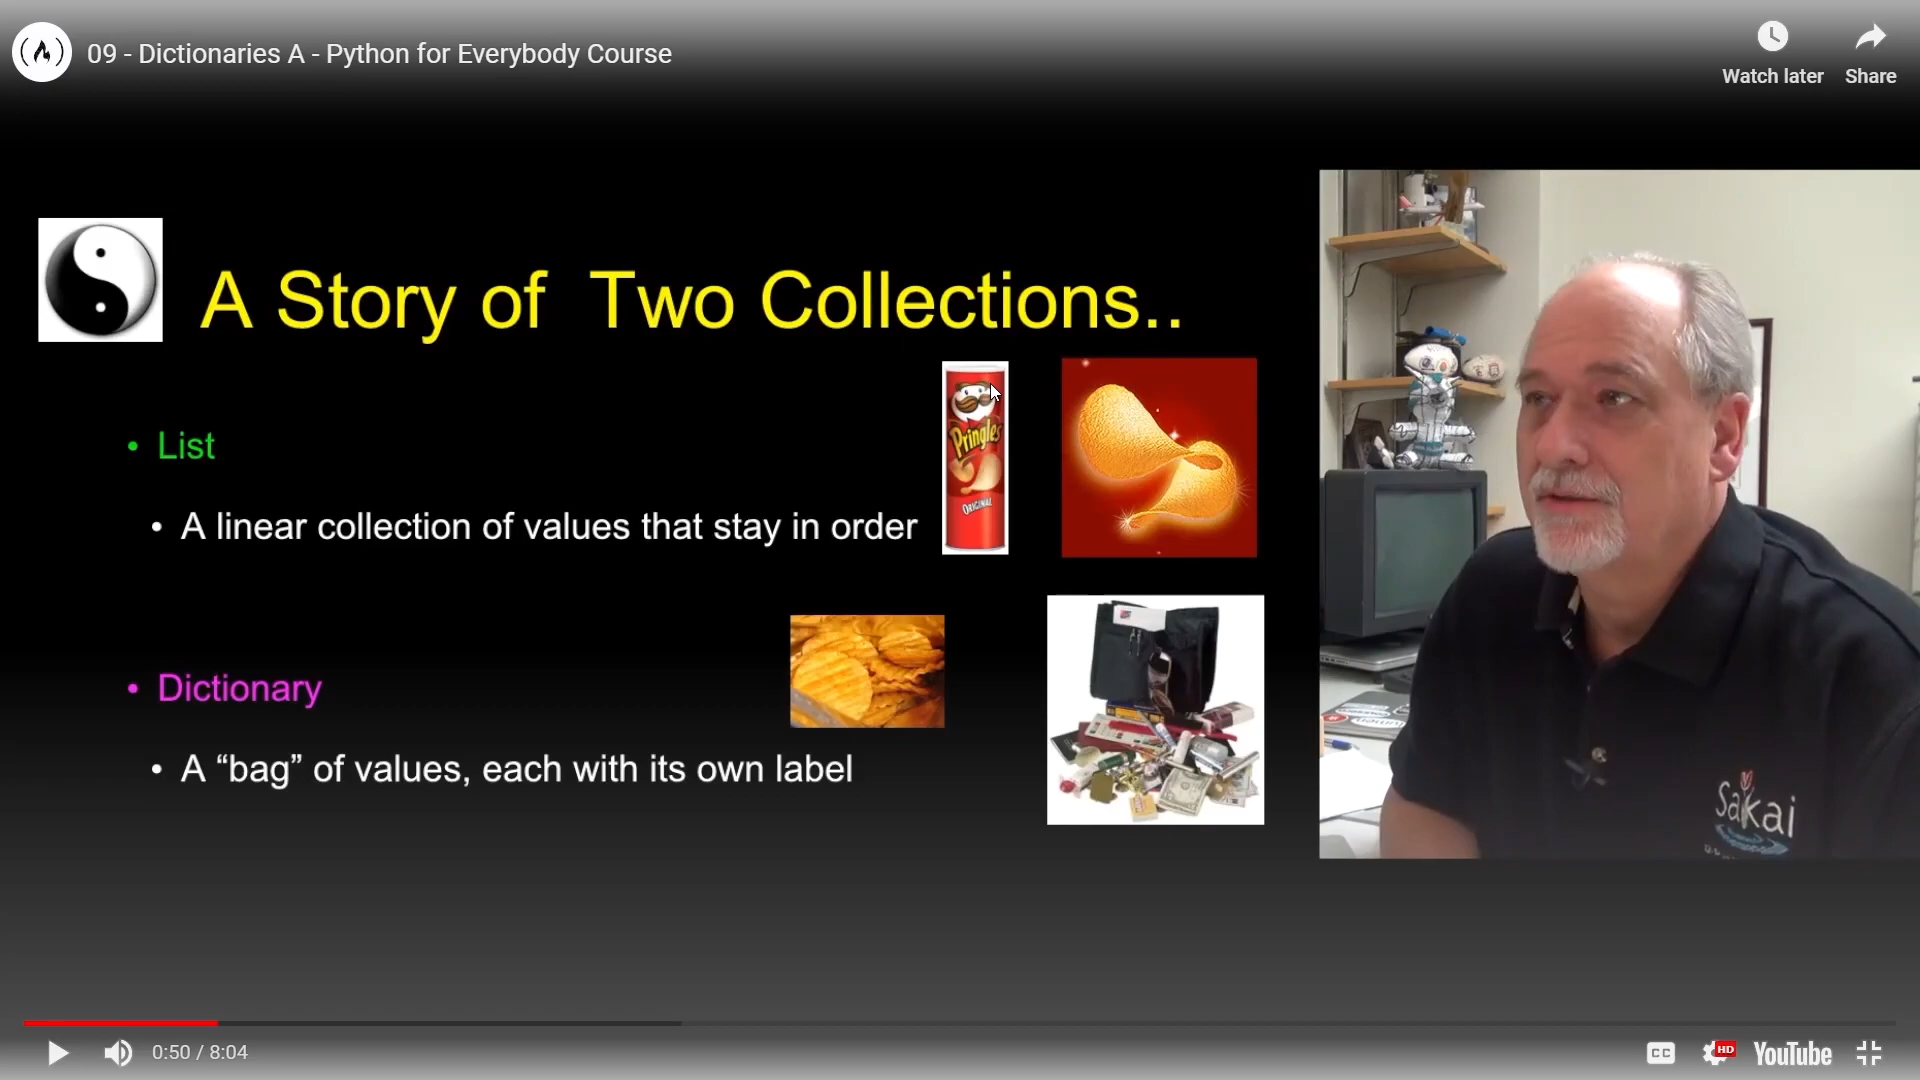 09 - Dictionaries A - Python for Everybody Course
Watch later
Share
A Story of Two Collections..
• List
• A linear collection of values that stay in order
Pringles
ORIGINAL
• Dictionary
• A “bag” of values, each with its own label
Sakai
0:50 / 8:04
CC
HD
YouTube